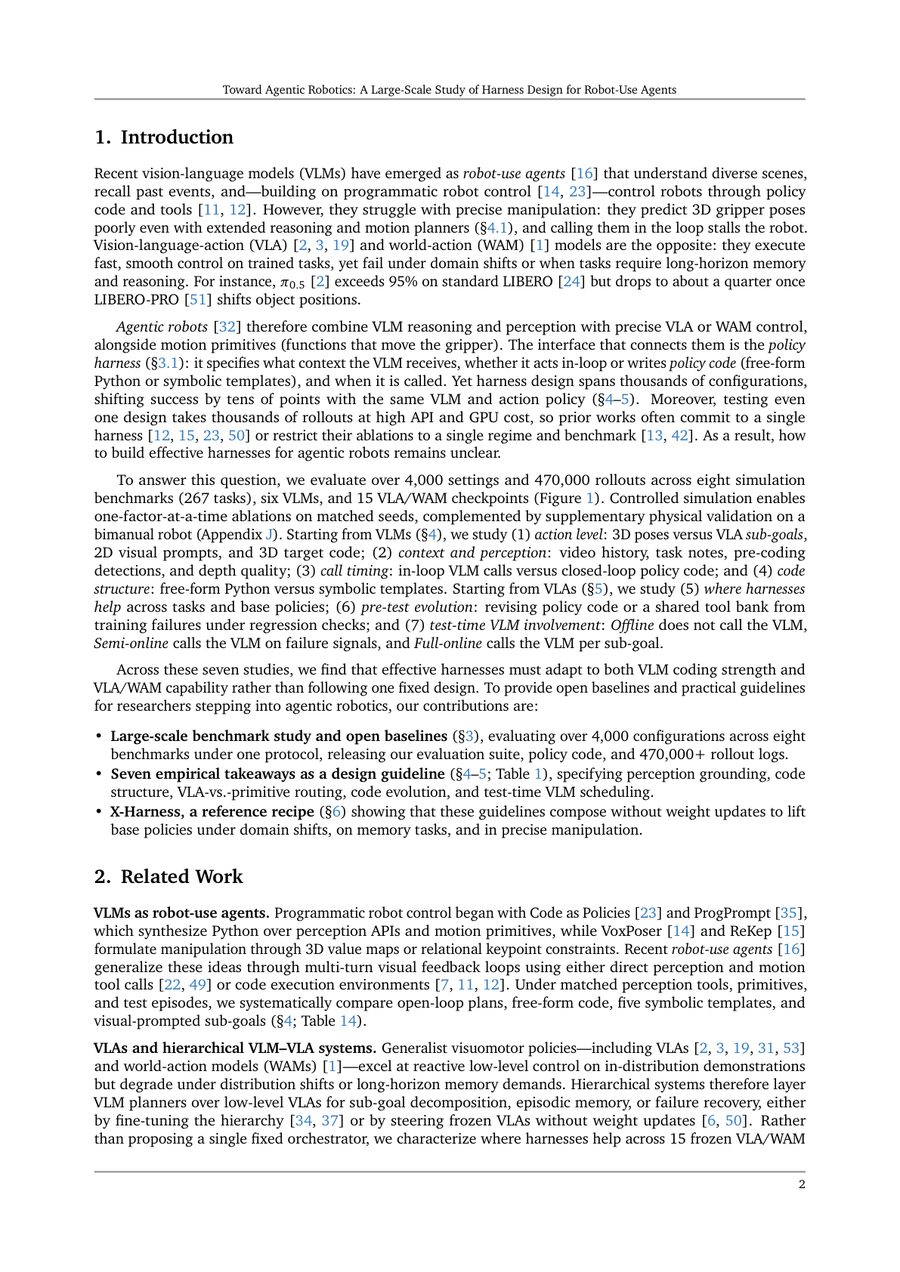 Toward Agentic Robotics: A Large-Scale Study of Harness Design for Robot-Use Agents
1. Introduction
Recent vision-language models (VLMs) have emerged as robot-use agents [16] that understand diverse scenes,
recall past events, and—building on programmatic robot control [14, 23]—control robots through policy
code and tools [11, 12]. However, they struggle with precise manipulation: they predict 3D gripper poses
poorly even with extended reasoning and motion planners (§4.1), and calling them in the loop stalls the robot.
Vision-language-action (VLA) [2, 3, 19] and world-action (WAM) [1] models are the opposite: they execute
fast, smooth control on trained tasks, yet fail under domain shifts or when tasks require long-horizon memory
and reasoning. For instance, π0.5 [2] exceeds 95% on standard LIBERO [24] but drops to about a quarter once
LIBERO-PRO [51] shifts object positions.
Agentic robots [32] therefore combine VLM reasoning and perception with precise VLA or WAM control,
alongside motion primitives (functions that move the gripper). The interface that connects them is the policy
harness (§3.1): it specifies what context the VLM receives, whether it acts in-loop or writes policy code (free-form
Python or symbolic templates), and when it is called. Yet harness design spans thousands of configurations,
shifting success by tens of points with the same VLM and action policy (§4–5). Moreover, testing even
one design takes thousands of rollouts at high API and GPU cost, so prior works often commit to a single
harness [12, 15, 23, 50] or restrict their ablations to a single regime and benchmark [13, 42]. As a result, how
to build effective harnesses for agentic robots remains unclear.
To answer this question, we evaluate over 4,000 settings and 470,000 rollouts across eight simulation
benchmarks (267 tasks), six VLMs, and 15 VLA/WAM checkpoints (Figure 1). Controlled simulation enables
one-factor-at-a-time ablations on matched seeds, complemented by supplementary physical validation on a
bimanual robot (Appendix J). Starting from VLMs (§4), we study (1) action level: 3D poses versus VLA sub-goals,
2D visual prompts, and 3D target code; (2) context and perception: video history, task notes, pre-coding
detections, and depth quality; (3) call timing: in-loop VLM calls versus closed-loop policy code; and (4) code
structure: free-form Python versus symbolic templates. Starting from VLAs (§5), we study (5) where harnesses
help across tasks and base policies; (6) pre-test evolution: revising policy code or a shared tool bank from
training failures under regression checks; and (7) test-time VLM involvement: Offline does not call the VLM,
Semi-online calls the VLM on failure signals, and Full-online calls the VLM per sub-goal.
Across these seven studies, we find that effective harnesses must adapt to both VLM coding strength and
VLA/WAM capability rather than following one fixed design. To provide open baselines and practical guidelines
for researchers stepping into agentic robotics, our contributions are:
• Large-scale benchmark study and open baselines (§3), evaluating over 4,000 configurations across eight
benchmarks under one protocol, releasing our evaluation suite, policy code, and 470,000+ rollout logs.
• Seven empirical takeaways as a design guideline (§4–5; Table 1), specifying perception grounding, code
structure, VLA-vs.-primitive routing, code evolution, and test-time VLM scheduling.
• X-Harness, a reference recipe (§6) showing that these guidelines compose without weight updates to lift
base policies under domain shifts, on memory tasks, and in precise manipulation.
2. Related Work
VLMs as robot-use agents. Programmatic robot control began with Code as Policies [23] and ProgPrompt [35],
which synthesize Python over perception APIs and motion primitives, while VoxPoser [14] and ReKep [15]
formulate manipulation through 3D value maps or relational keypoint constraints. Recent robot-use agents [16]
generalize these ideas through multi-turn visual feedback loops using either direct perception and motion
tool calls [22, 49] or code execution environments [7, 11, 12]. Under matched perception tools, primitives,
and test episodes, we systematically compare open-loop plans, free-form code, five symbolic templates, and
visual-prompted sub-goals (§4; Table 14).
VLAs and hierarchical VLM–VLA systems. Generalist visuomotor policies—including VLAs [2, 3, 19, 31, 53]
and world-action models (WAMs) [1]—excel at reactive low-level control on in-distribution demonstrations
but degrade under distribution shifts or long-horizon memory demands. Hierarchical systems therefore layer
VLM planners over low-level VLAs for sub-goal decomposition, episodic memory, or failure recovery, either
by fine-tuning the hierarchy [34, 37] or by steering frozen VLAs without weight updates [6, 50]. Rather
than proposing a single fixed orchestrator, we characterize where harnesses help across 15 frozen VLA/WAM
2